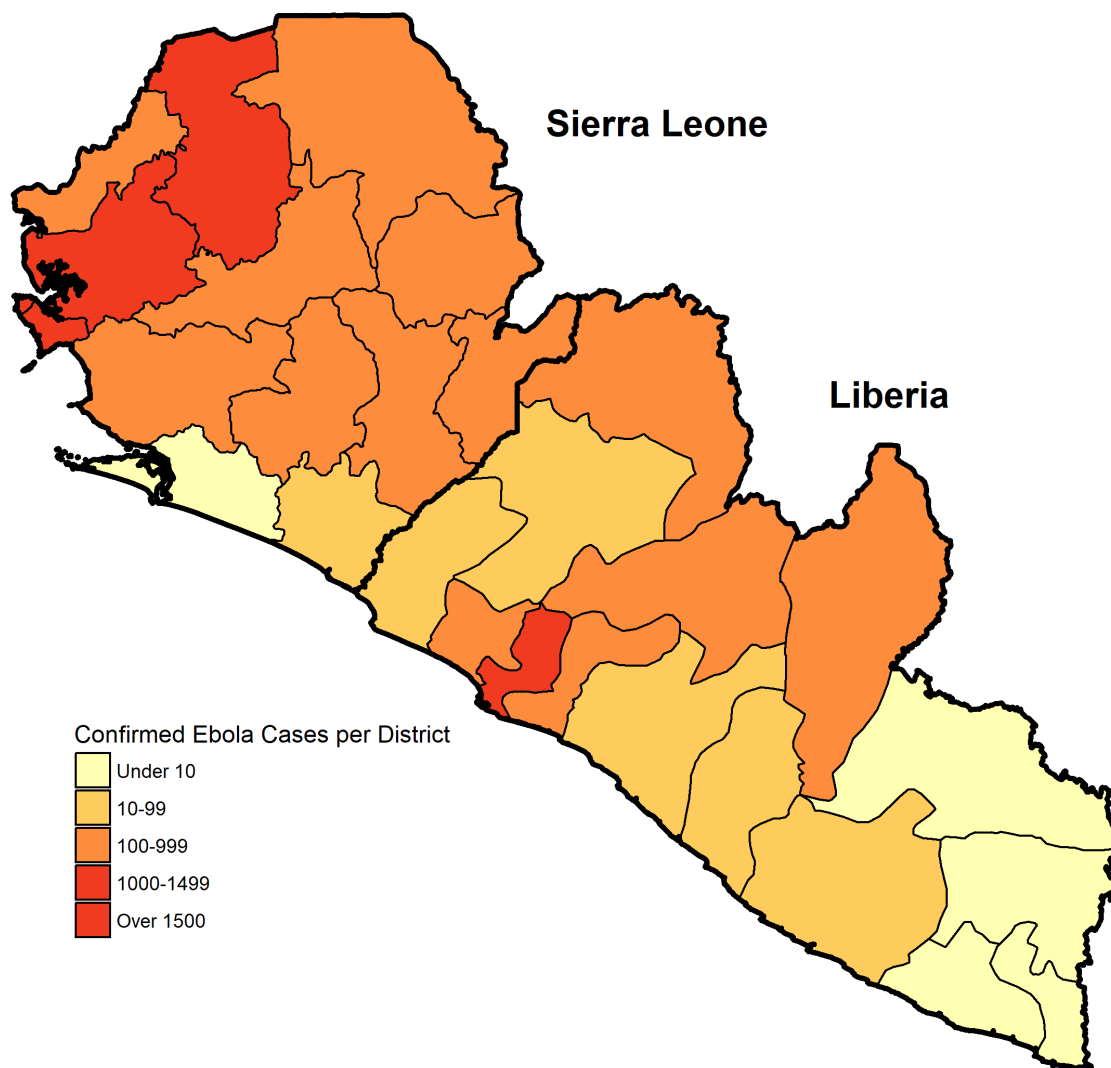 Sierra Leone
Liberia
Confirmed Ebola Cases per District
Under 10
10-99
100-999
1000-1499
Over 1500